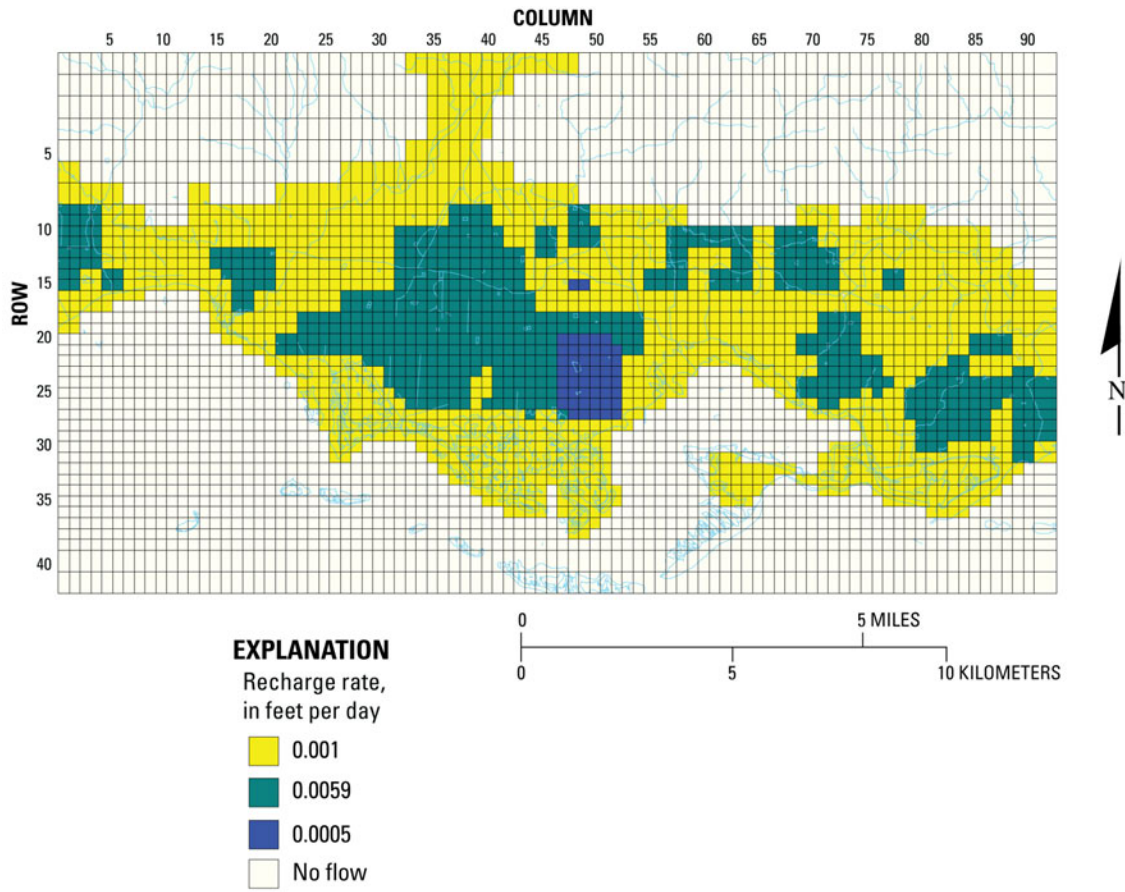 COLUMN
5 10 15 20 25 30 35 40 45 50 55 60 65 70 75 80 85 90
ROW
5
10
15
20
25
30
35
40
N
0 5 MILES
0 5 10 KILOMETERS
EXPLANATION
Recharge rate,
in feet per day
0.001
0.0059
0.0005
No flow